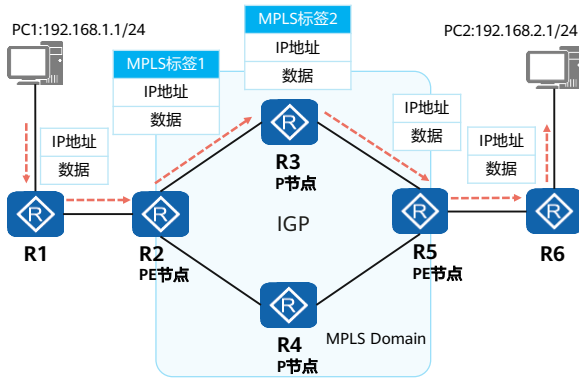 PC1:192.168.1.1/24
MPLS标签2
IP地址
数据
PC2:192.168.2.1/24
MPLS标签1
IP地址
数据
IP地址
数据
IP地址
数据
IP地址
数据
R
R1
R
R2
PE节点
R
R3
P节点
IGP
R
R5
PE节点
R
R6
R
R4
P节点
MPLS Domain